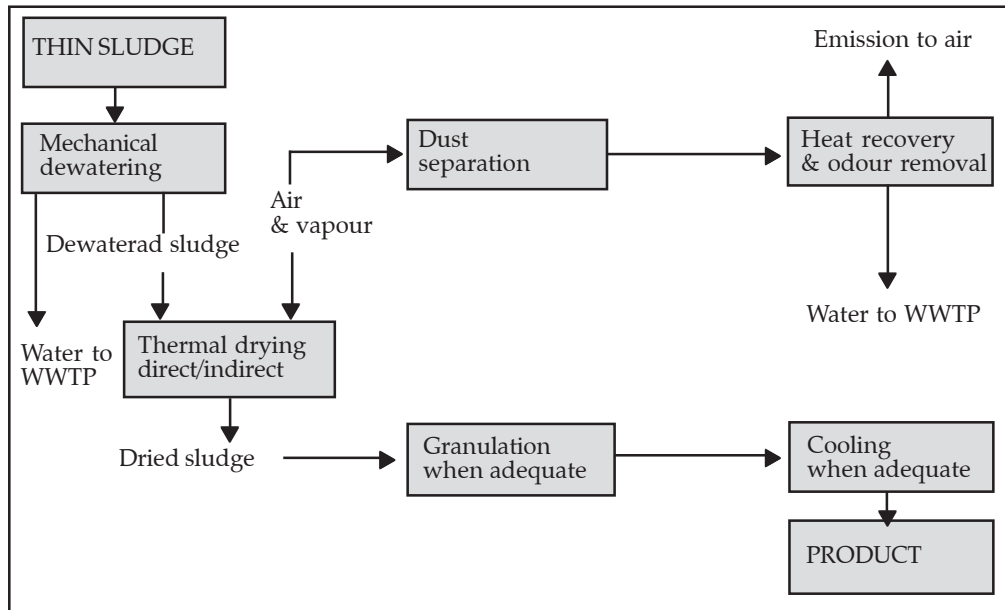 THIN SLUDGE
Mechanical
dewatering
Dewaterad sludge
Water to
WWTP
Thermal drying
direct/indirect
Air
& vapour
Dust
separation
Heat recovery
& odour removal
Emission to air
Water to WWTP
Dried sludge
Granulation
when adequate
Cooling
when adequate
PRODUCT